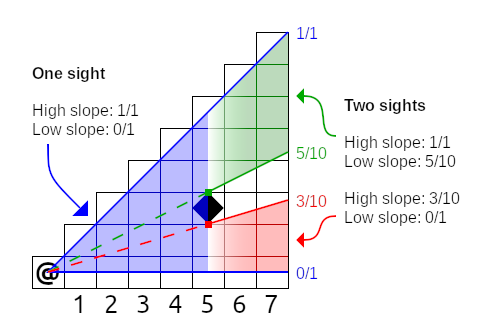 1/1
One sight
High slope: 1/1
Low slope: 0/1
Two sights
High slope: 1/1
Low slope: 5/10
5/10
High slope: 3/10
Low slope: 0/1
3/10
@
0/1
1 2 3 4 5 6 7